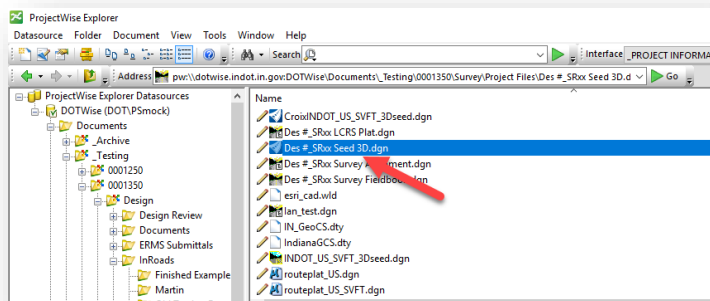 ProjectWise Explorer
Datasource Folder Document View Tools Window Help
Search Interface _PROJECT INFORMA
Address pw:\\dotwise.indot.in.gov:DOTWise\Documents\_Testing\0001350\Survey\Project Files\Des #_SRxx Seed 3D.d Go
ProjectWise Explorer Datasources
DOTWise (DOT\PSmock)
Documents
_Archive
_Testing
0001250
0001350
Design
Design Review
Documents
ERMS Submittals
InRoads
Finished Example
Martin
Name
CroixINDOT_US_SVFT_3Dseed.dgn
Des #_SRxx LCRS Plat.dgn
Des #_SRxx Seed 3D.dgn
Des #_SRxx Survey .dgn
Des #_SRxx Survey .dgn
esri_cad.wld
lan_test.dgn
IN_GeoCS.dty
IndianaGCS.dty
INDOT_US_SVFT_3Dseed.dgn
routeplat_US.dgn
routeplat_US_SVFT.dgn